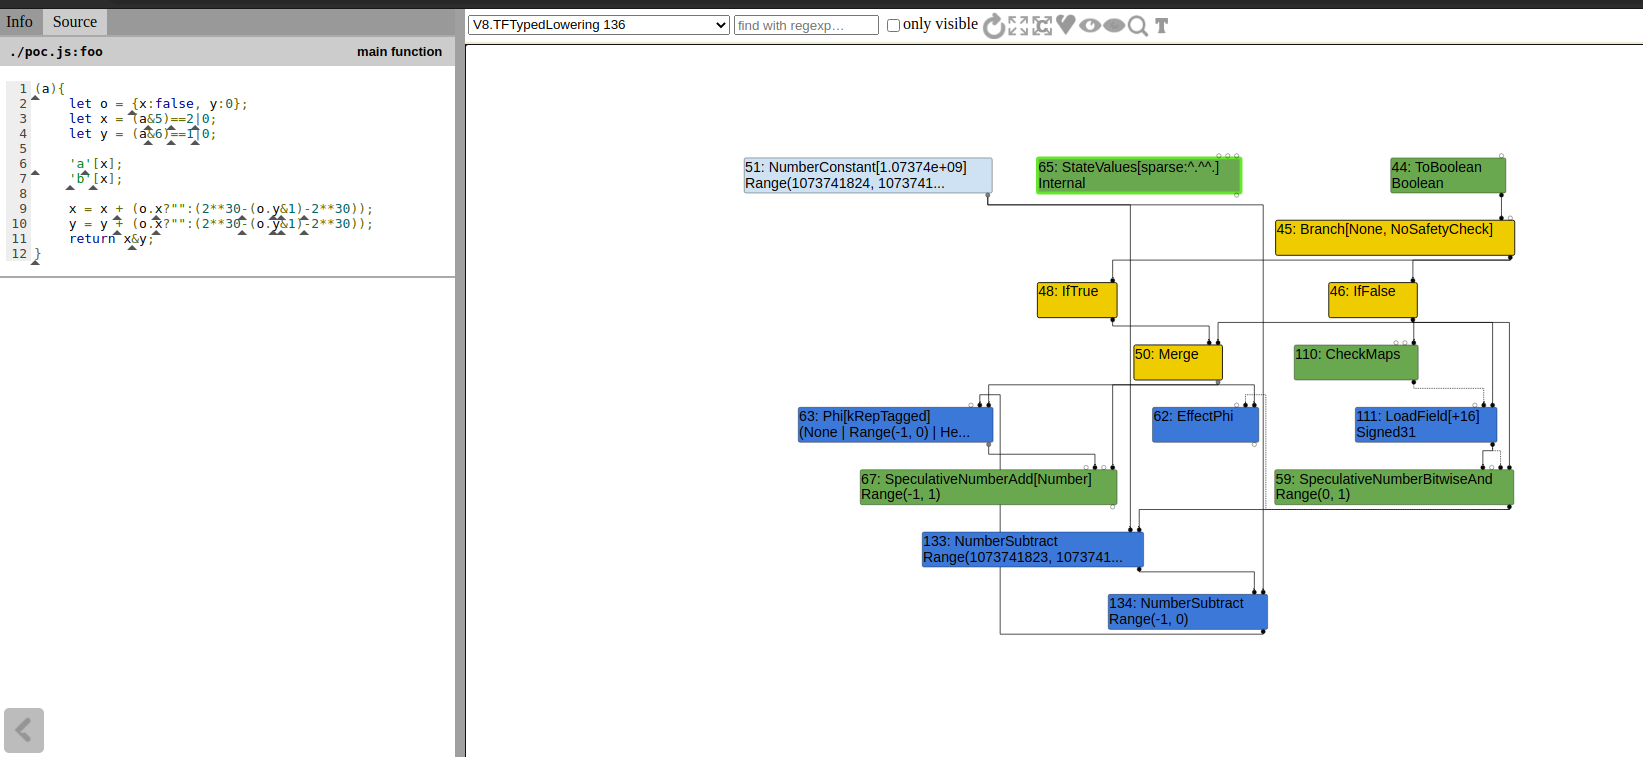 Info Source
V8.TFTypedLowering 136 find with regexp… only visible T
./poc.js:foo main function
1 (a){
2 let o = {x:false, y:0};
3 let x = (a&5)==2|0;
4 let y = (a&6)==1|0;
5
6 'a'[x];
7 'b'[x];
8
9 x = x + (o.x?"":(2**30-(o.y&1)-2**30));
10 y = y + (o.x?"":(2**30-(o.y&1)-2**30));
11 return x&y;
12 }
51: NumberConstant[1.07374e+09]
Range(1073741824, 1073741...
65: StateValues[sparse:^.^^.]
Internal
44: ToBoolean
Boolean
45: Branch[None, NoSafetyCheck]
48: IfTrue
46: IfFalse
50: Merge
110: CheckMaps
63: Phi[kRepTagged]
(None | Range(-1, 0) | He...
62: EffectPhi
111: LoadField[+16]
Signed31
67: SpeculativeNumberAdd[Number]
Range(-1, 1)
59: SpeculativeNumberBitwiseAnd
Range(0, 1)
133: NumberSubtract
Range(1073741823, 1073741...
134: NumberSubtract
Range(-1, 0)